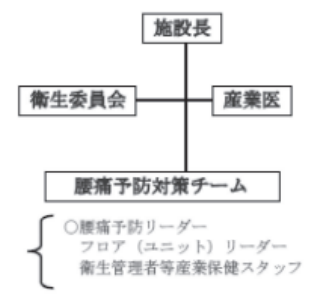 施設長
衛生委員会
産業医
腰痛予防対策チーム
○腰痛予防リーダー
フロア（ユニット）リーダー
衛生管理者等産業保健スタッフ